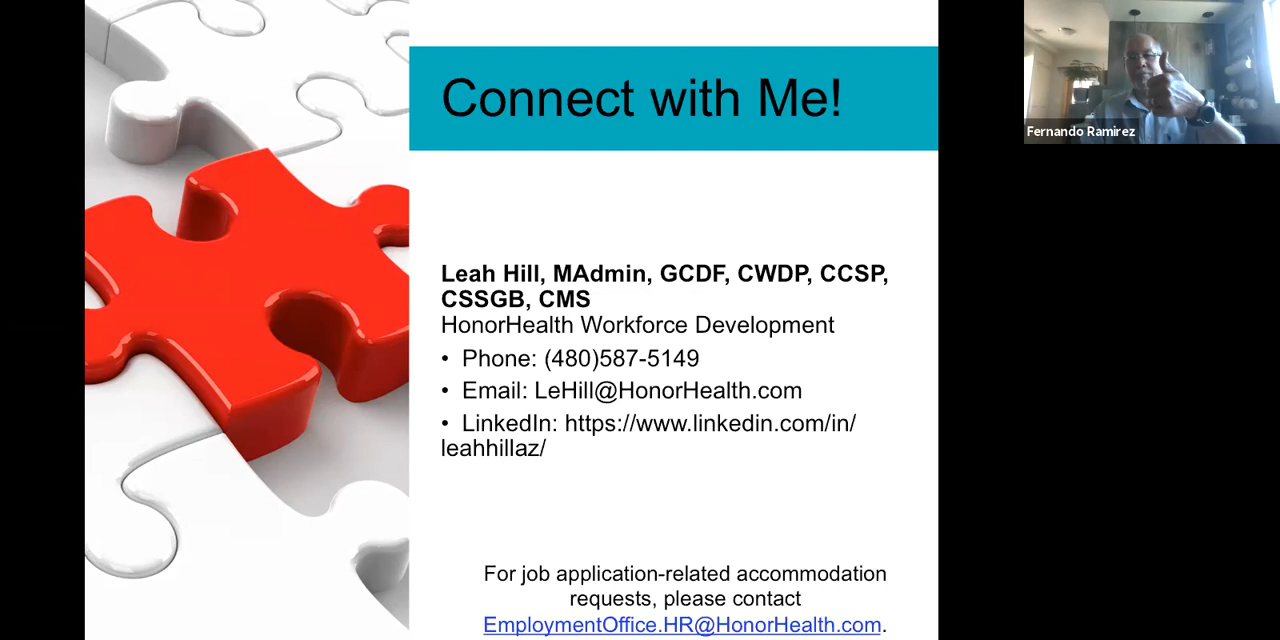 Connect with Me!
Fernando Ramirez
Leah Hill, MAdmin, GCDF, CWDP, CCSP,
CSSGB, CMS
HonorHealth Workforce Development
• Phone: (480)587-5149
• Email: LeHill@HonorHealth.com
• LinkedIn: https://www.linkedin.com/in/
leahhillaz/
For job application-related accommodation
requests, please contact
EmploymentOffice.HR@HonorHealth.com.